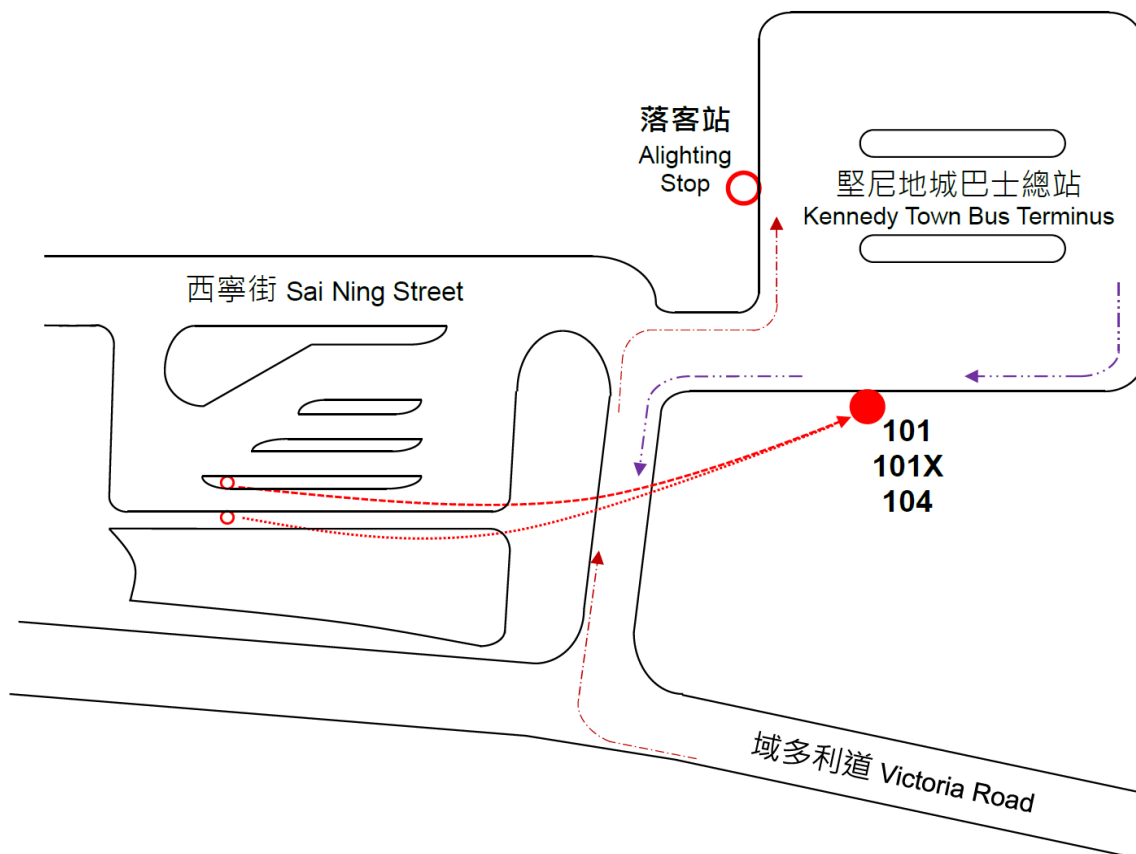 落客站
Alighting
Stop
堅尼地城巴士總站
Kennedy Town Bus Terminus
西寧街 Sai Ning Street
101
101X
104
域多利道 Victoria Road